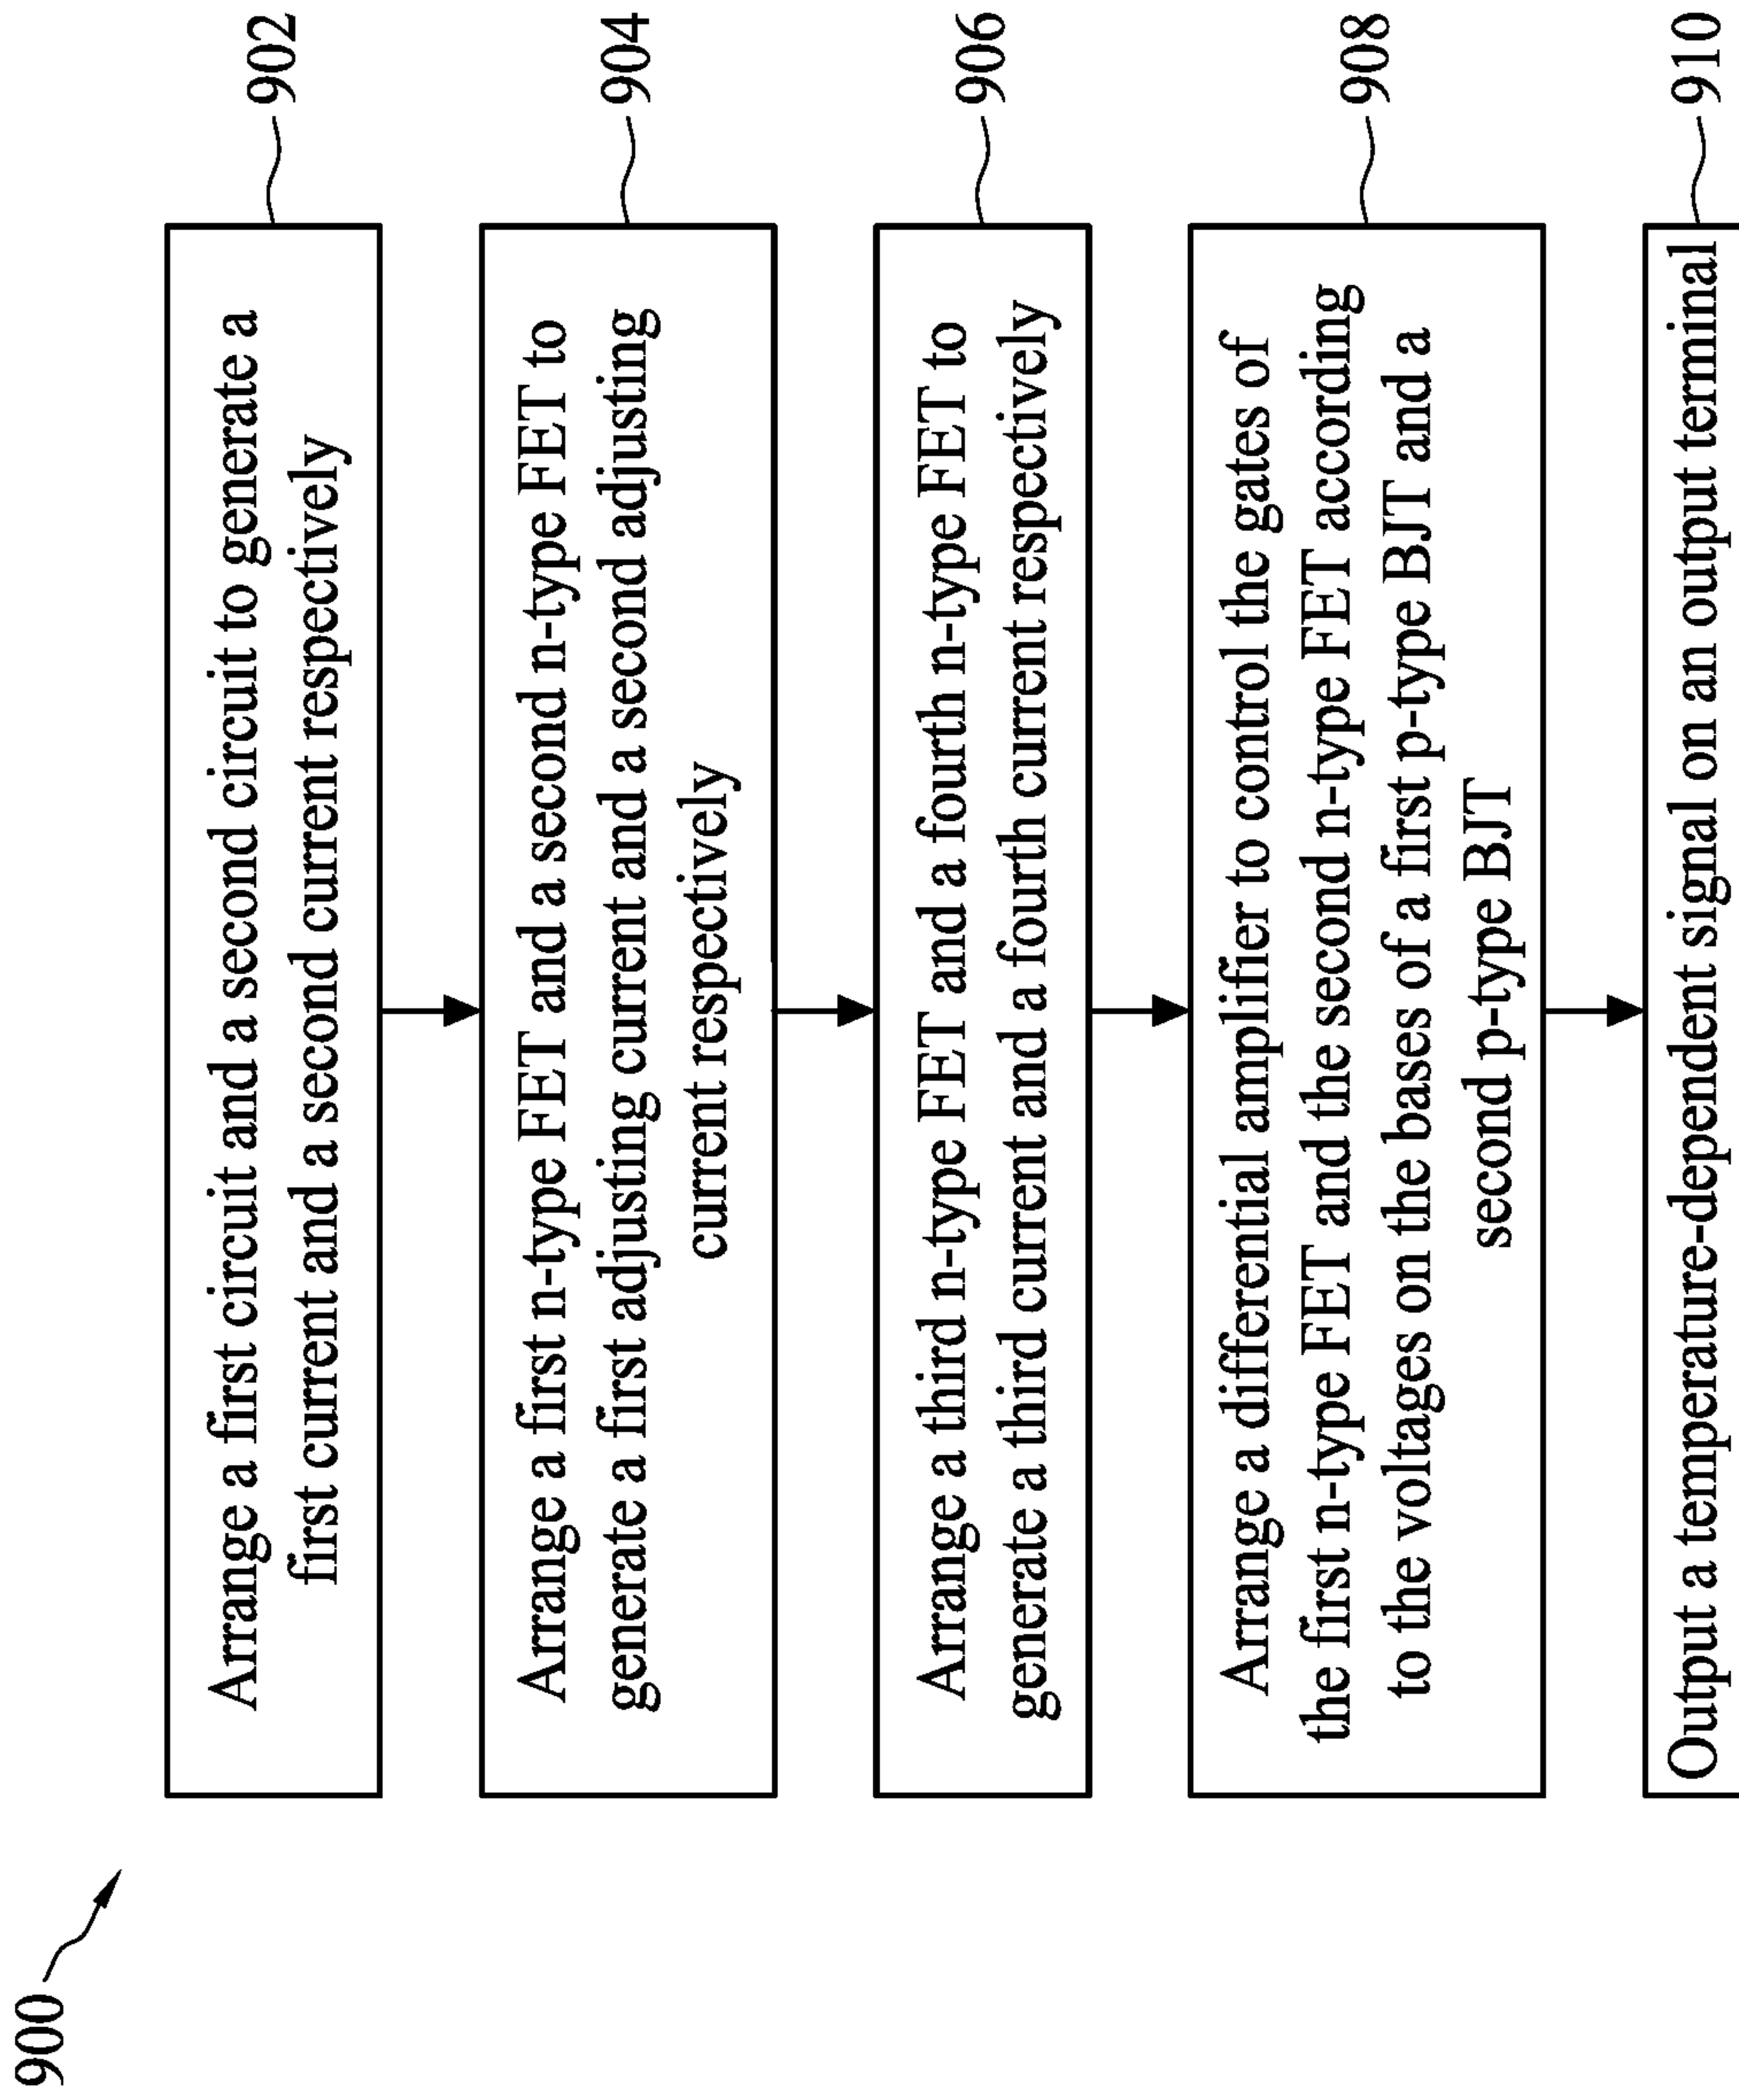 900
Arrange a first circuit and a second circuit to generate a
first current and a second current respectively
902
Arrange a first n-type FET and a second n-type FET to
generate a first adjusting current and a second adjusting
current respectively
904
Arrange a third n-type FET and a fourth n-type FET to
generate a third current and a fourth current respectively
906
Arrange a differential amplifier to control the gates of
the first n-type FET and the second n-type FET according
to the voltages on the bases of a first p-type BJT and a
second p-type BJT
908
Output a temperature-dependent signal on an output terminal
910